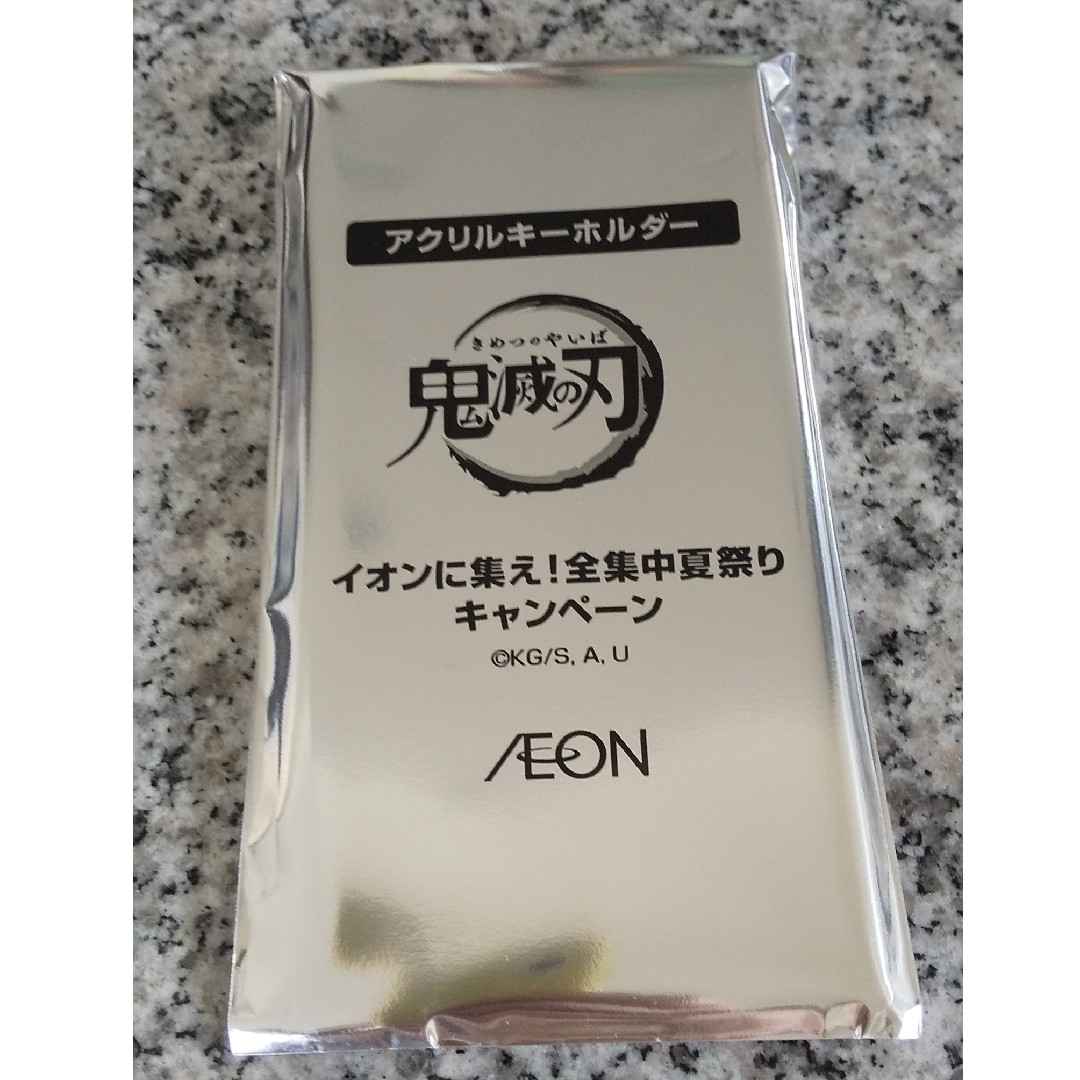 アクリルキーホルダー
きめつのやいば
鬼滅の刃
イオンに集え!全集中夏祭り
キャンペーン
©KG/S, A, U
ÆON